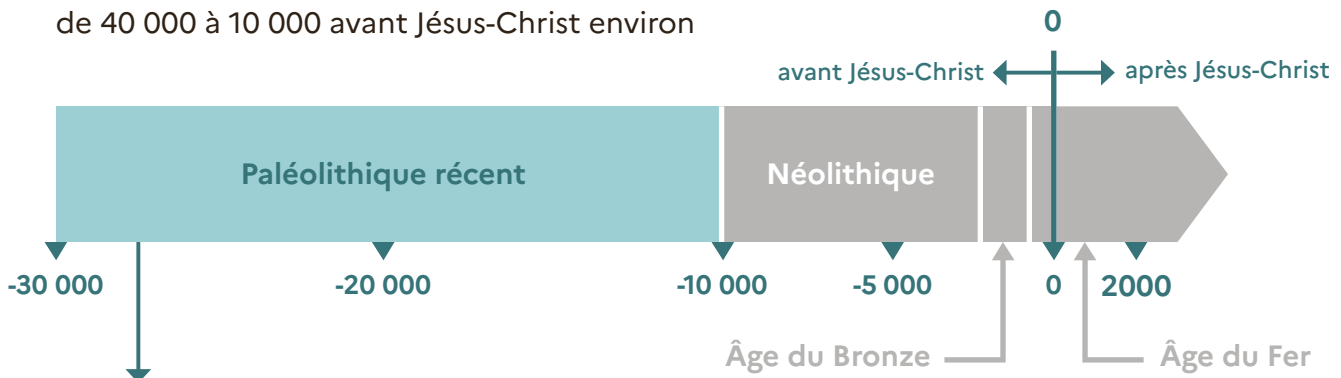 de 40 000 à 10 000 avant Jésus-Christ environ
0
avant Jésus-Christ
après Jésus-Christ
Paléolithique récent
Néolithique
-30 000
-20 000
-10 000
-5 000
0
2000
Âge du Bronze
Âge du Fer